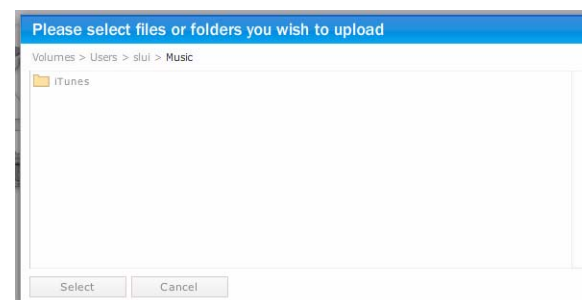 Please select files or folders you wish to upload
Volumes > Users > slui > Music
iTunes
Select Cancel